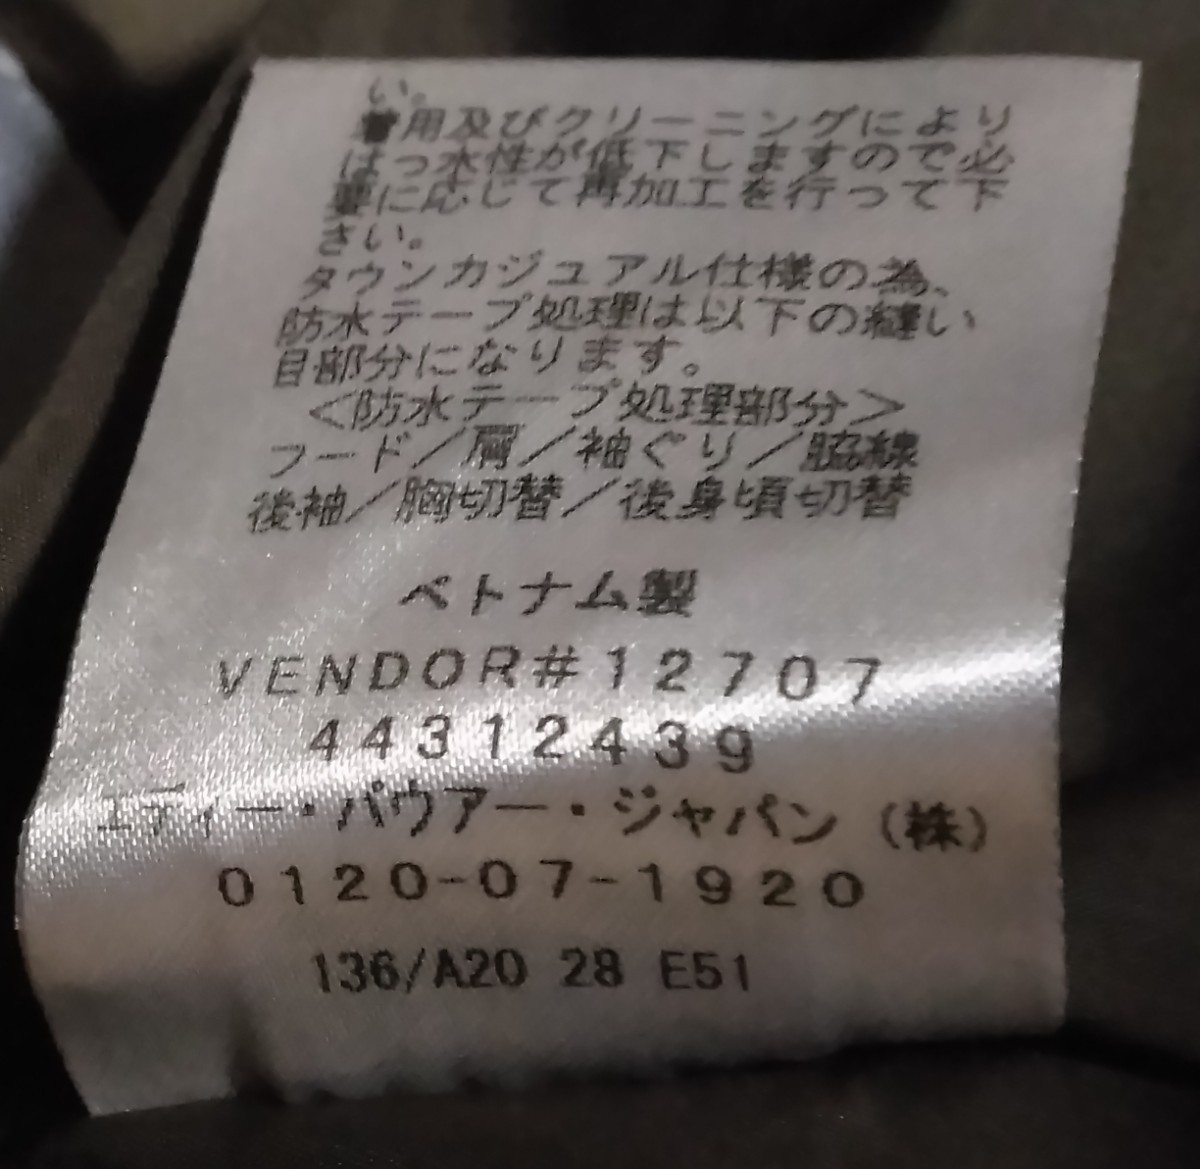 い。
着用及びクリーニングにより
はっ水性が低下しますので必
要に応じて再加工を行って下
さい。
タウンカジュアル仕様の為、
防水テープ処理は以下の縫い
目部分になります。
＜防水テープ処理部分＞
フード／肩／袖ぐり／脇線
後袖／胸切替／後身頃切替
ベトナム製
VENDOR#12707
44312439
エディー・バウアー・ジャパン（株）
0120-07-1920
136/A20 28 E51